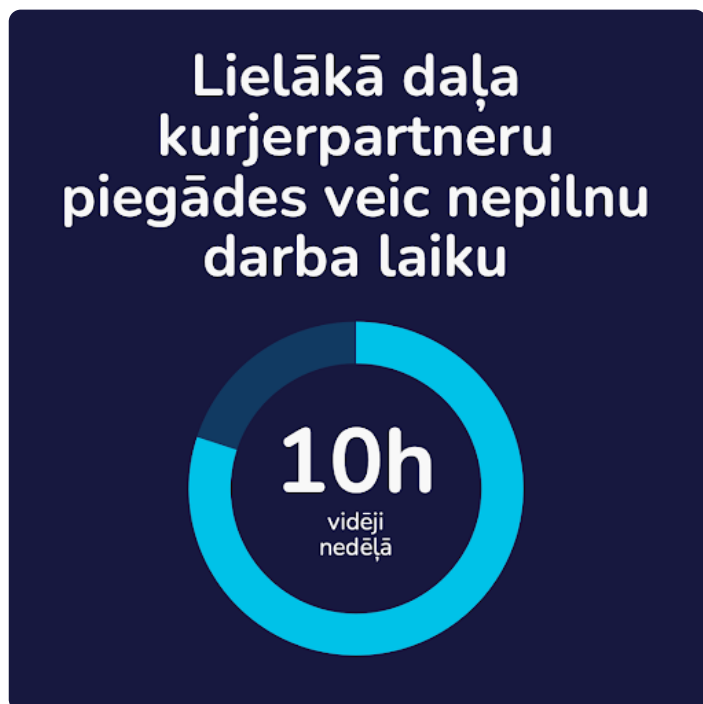 Lielākā daļa
kurjerpartneru
piegādes veic nepilnu
darba laiku
10h
vidēji
nedēļā